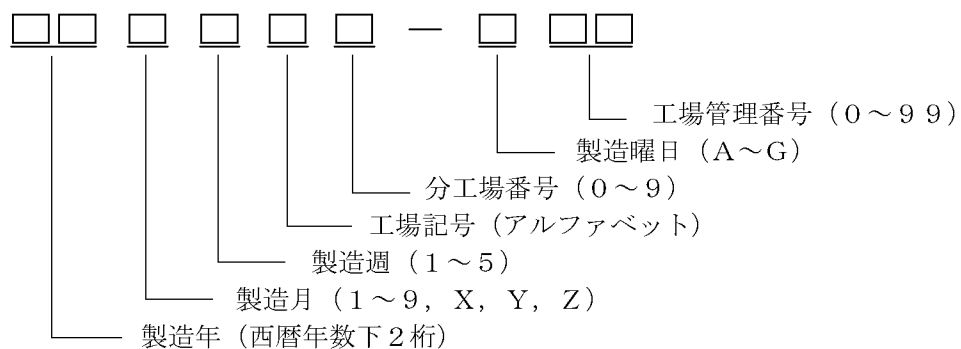 工場管理番号（０～９９）
製造曜日（Ａ～Ｇ）
分工場番号（０～９）
工場記号（アルファベット）
製造週（１～５）
製造月（１～９，Ｘ，Ｙ，Ｚ）
製造年（西暦年数下２桁）